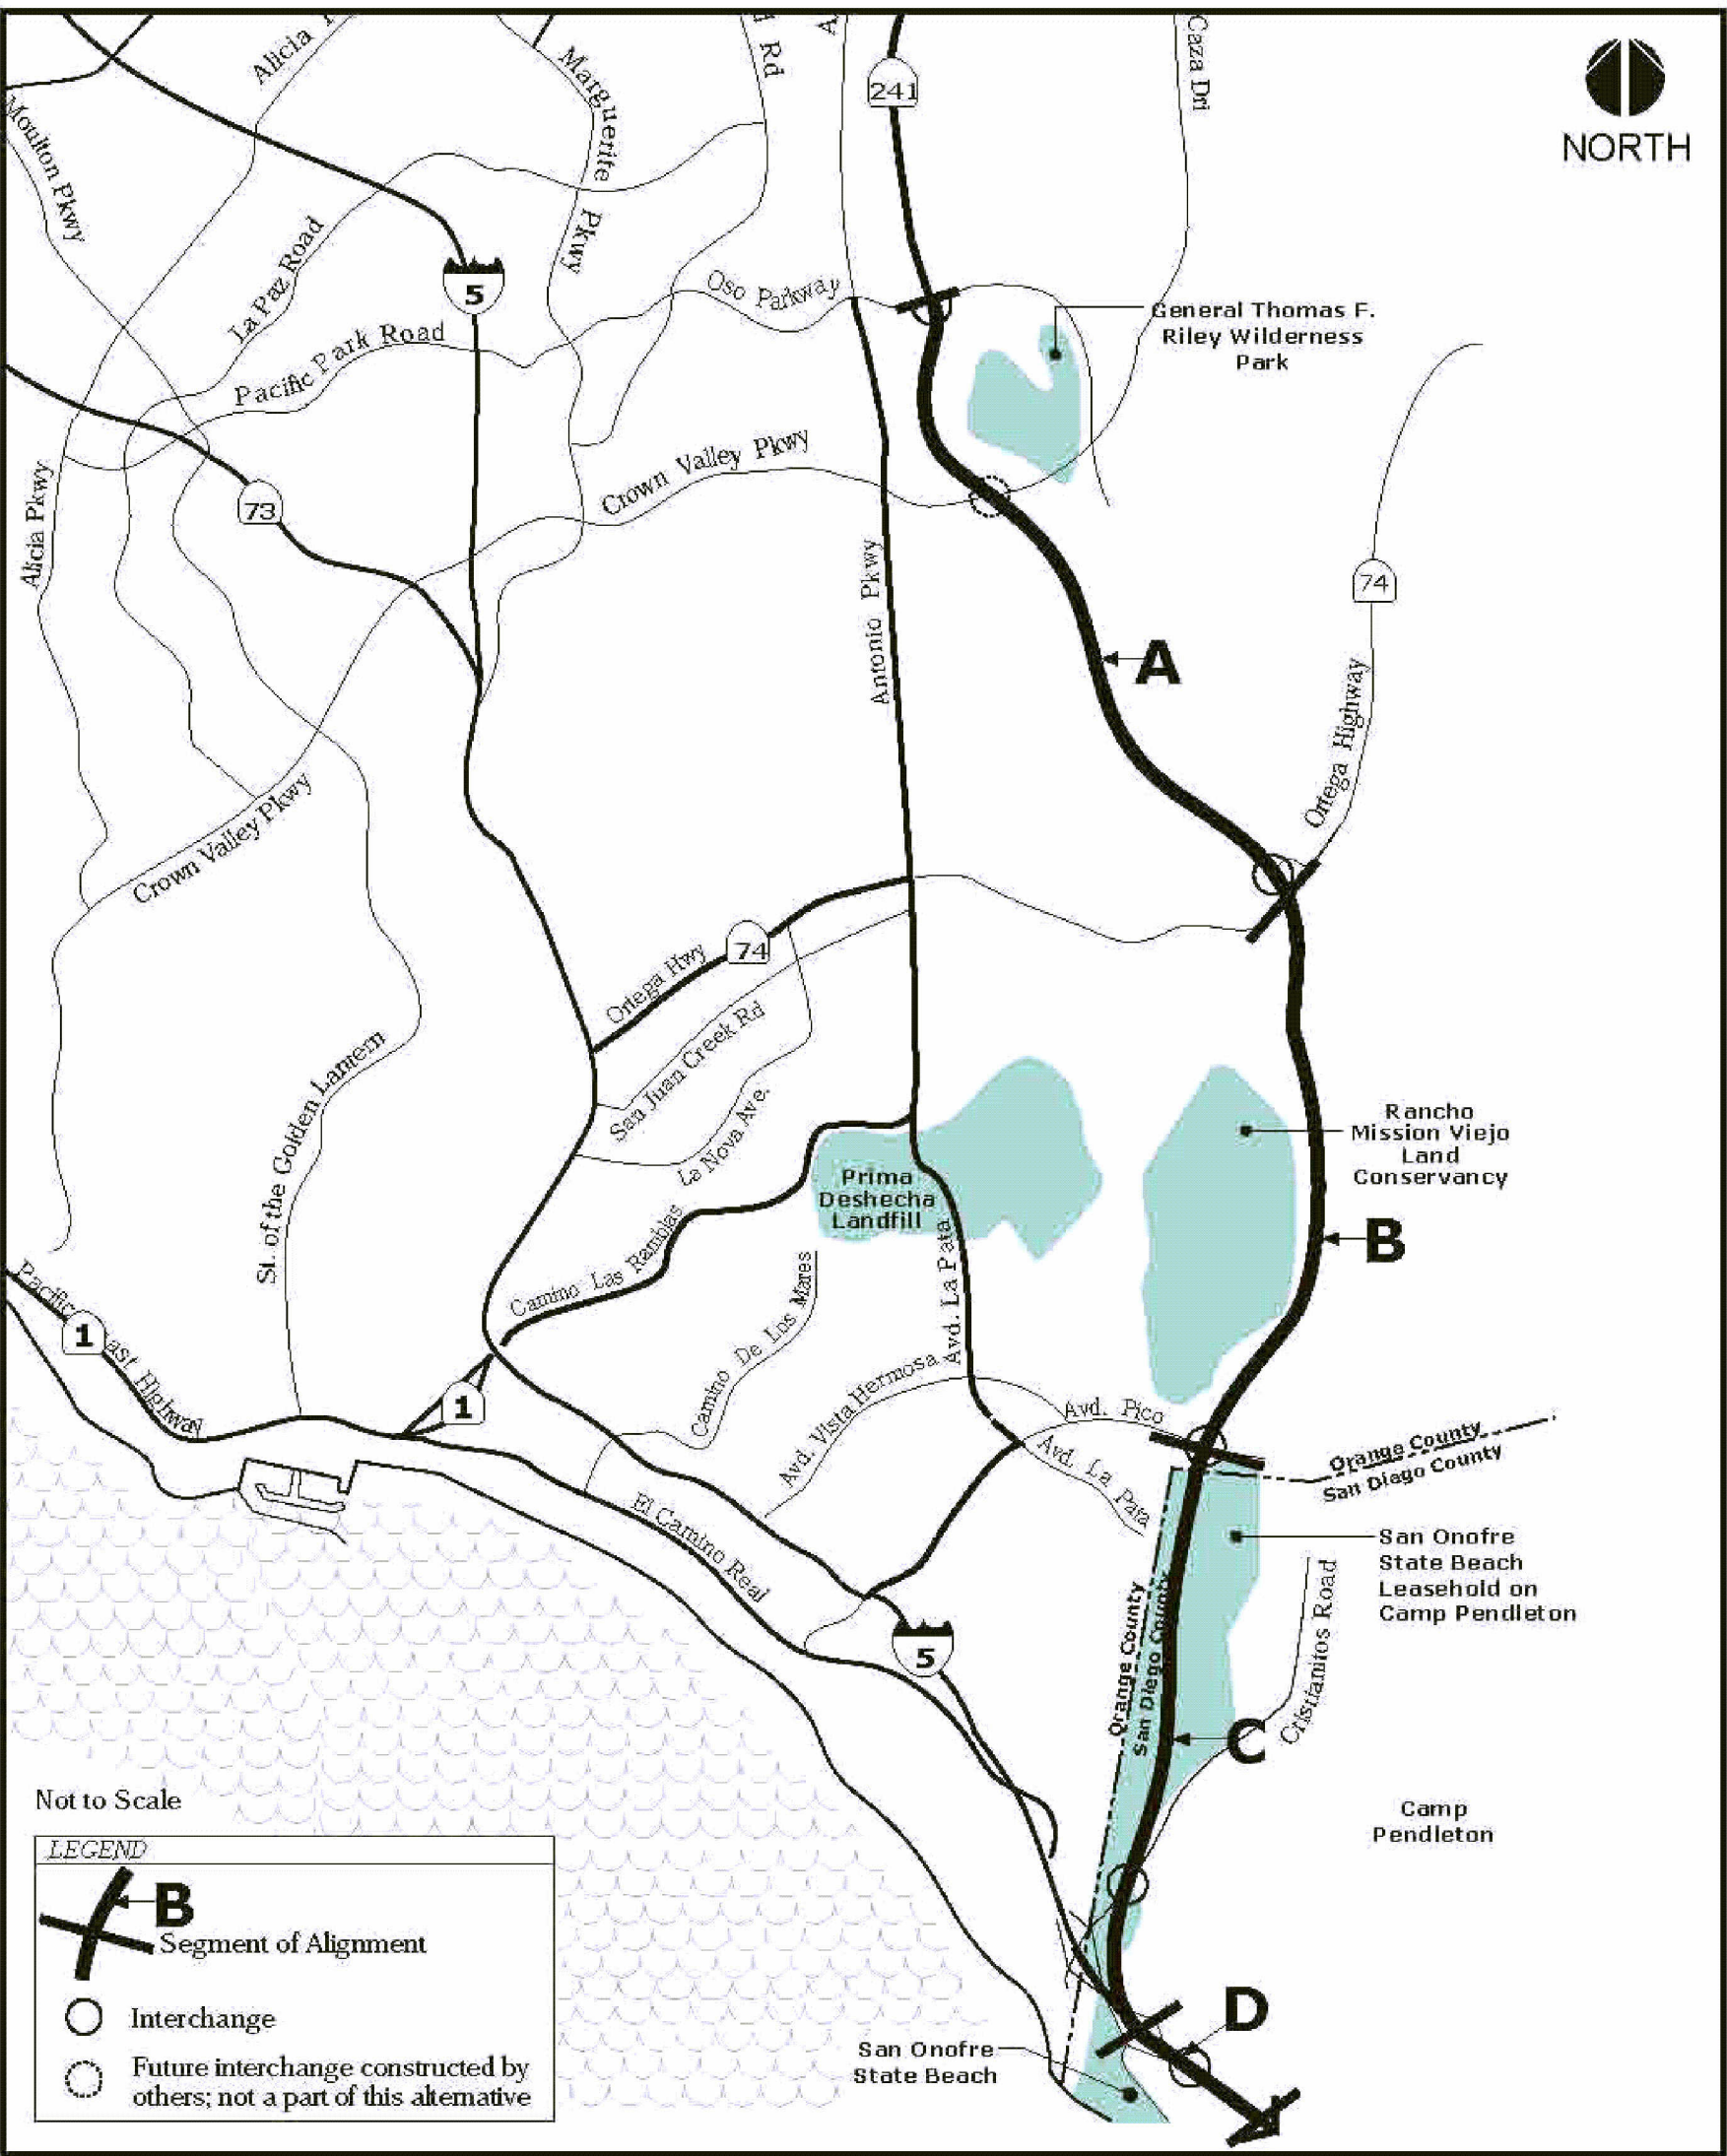 Alicia
Marguerite
Pkwy
Rd
241
Caza Dri
NORTH
Moulton Pkwy
La Paz Road
5
Oso Parkway
General Thomas F.
Riley Wilderness
Park
Pacific Park Road
Crown Valley Pkwy
Alicia Pkwy
73
Antonio Pkwy
74
A
Ortega Highway
Crown Valley Pkwy
74
Ortega Hwy
San Juan Creek Rd
La Nova Ave.
St. of the Golden Lantern
Rancho
Mission Viejo
Land
Conservancy
Prima
Deshecha
Landfill
B
Camino Las Ramblas
Avd. La Pata
Camino De Los Mares
Pacific
1
ast Highway
1
Avd. Vista Hermosa
Avd. Pico
Avd. La Pata
Orange County
San Diego County
El Camino Real
San Onofre
State Beach
Leasehold on
Camp Pendleton
Orange County
San Diego County
Cristianitos Road
5
C
Not to Scale
Camp
Pendleton
LEGEND
B
Segment of Alignment
Interchange
Future interchange constructed by
others; not a part of this alternative
D
San Onofre
State Beach